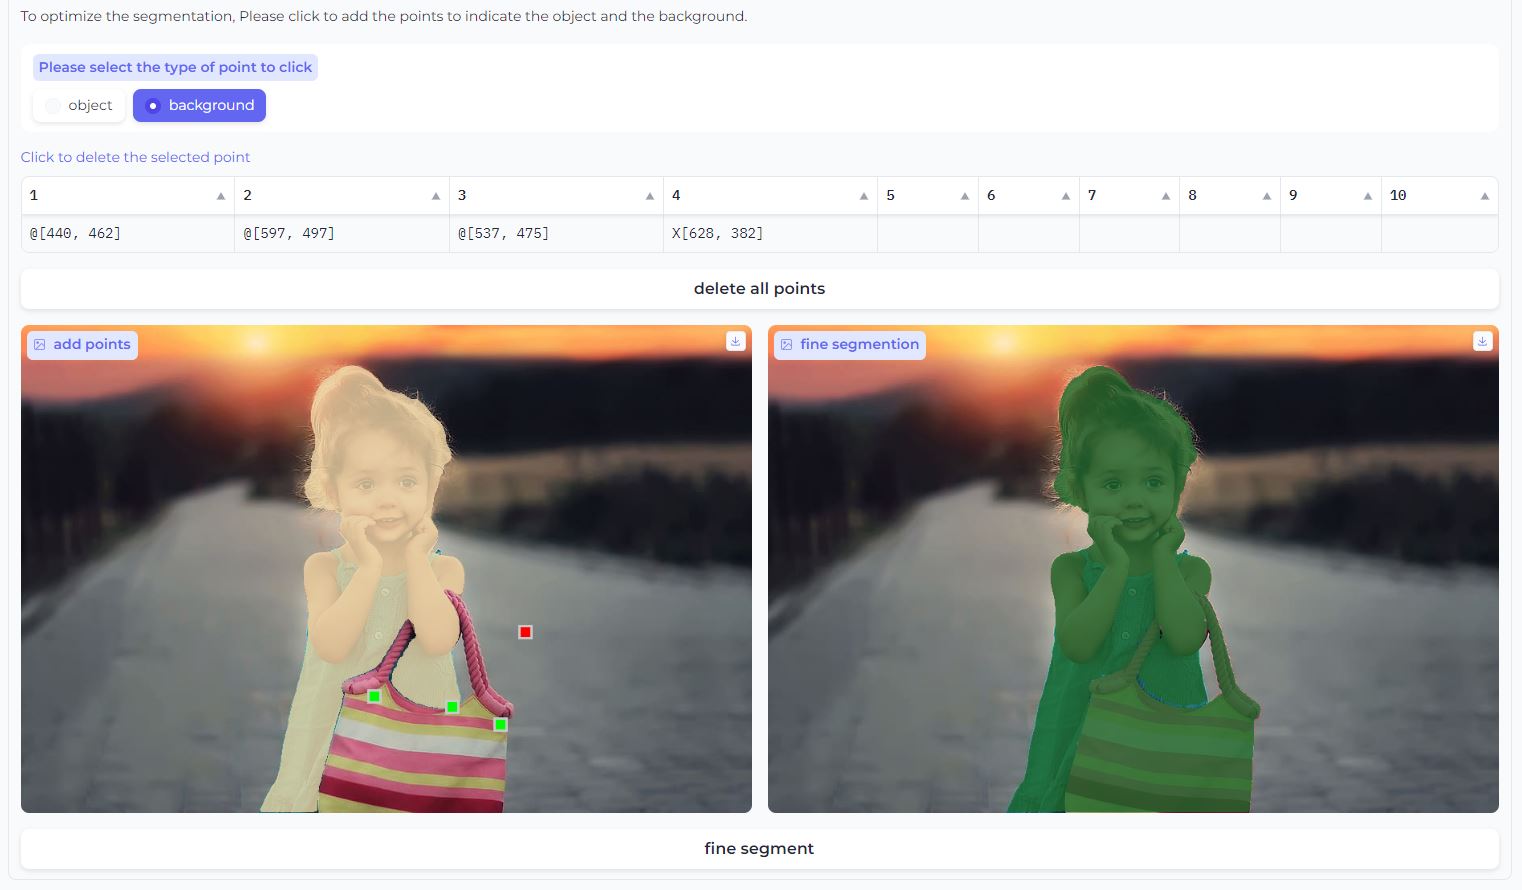 To optimize the segmentation, Please click to add the points to indicate the object and the background.
Please select the type of point to click
object background
Click to delete the selected point
1 2 3 4 5 6 7 8 9 10
@[440, 462] @[597, 497] @[537, 475] X[628, 382]
delete all points
add points
fine segmention
fine segment